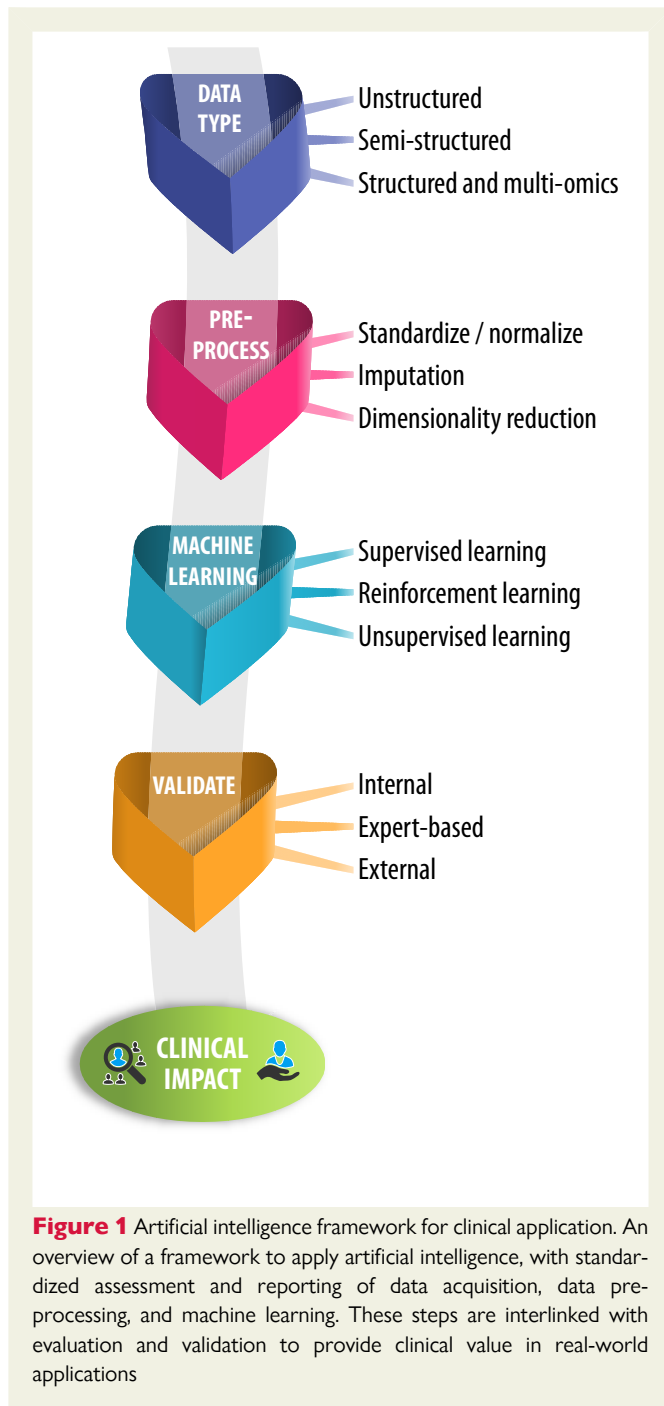 DATA
TYPE
Unstructured
Semi-structured
Structured and multi-omics
PRE-
PROCESS
Standardize / normalize
Imputation
Dimensionality reduction
MACHINE
LEARNING
Supervised learning
Reinforcement learning
Unsupervised learning
VALIDATE
Internal
Expert-based
External
CLINICAL
IMPACT
Figure 1 Artificial intelligence framework for clinical application. An
overview of a framework to apply artificial intelligence, with standar-
dized assessment and reporting of data acquisition, data pre-
processing, and machine learning. These steps are interlinked with
evaluation and validation to provide clinical value in real-world
applications